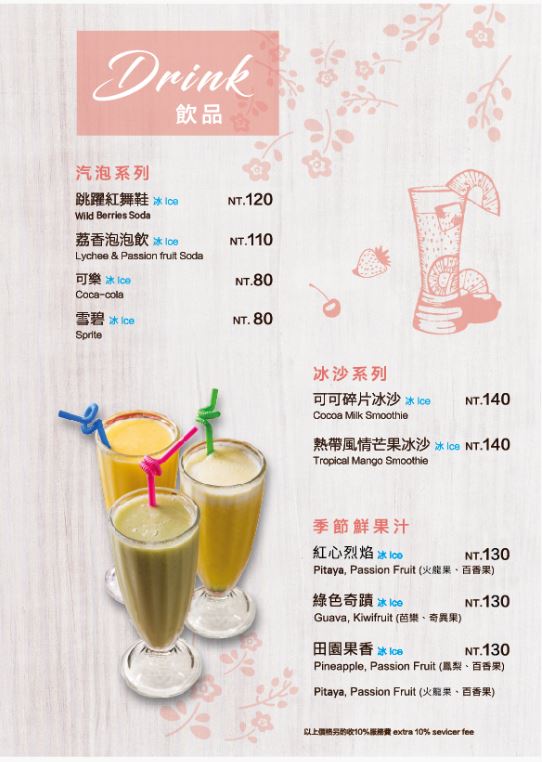 Drink
飲品
汽泡系列
跳躍紅舞鞋 冰 Ice NT.120
Wild Berries Soda
荔香泡泡飲 冰 Ice NT.110
Lychee & Passion fruit Soda
可樂 冰 Ice NT.80
Coca-cola
雪碧 冰 Ice NT. 80
Sprite
冰沙系列
可可碎片冰沙 冰 Ice NT.140
Cocoa Milk Smoothie
熱帶風情芒果冰沙 冰 Ice NT.140
Tropical Mango Smoothie
季節鮮果汁
紅心烈焰 冰 Ice NT.130
Pitaya, Passion Fruit (火龍果、百香果)
綠色奇蹟 冰 Ice NT.130
Guava, Kiwifruit (芭樂、奇異果)
田園果香 冰 Ice NT.130
Pineapple, Passion Fruit (鳳梨、百香果)
Pitaya, Passion Fruit (火龍果、百香果)
以上價格另酌收10%服務費 extra 10% sevicer fee